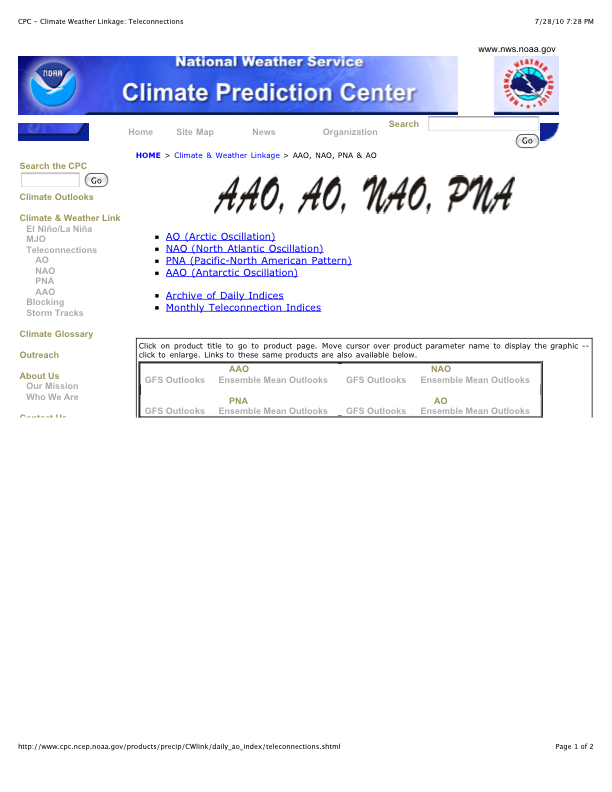 CPC - Climate Weather Linkage: Teleconnections 7/28/10 7:28 PM
www.nws.noaa.gov
NOAA
National Weather Service
Climate Prediction Center
NATIONAL WEATHER SERVICE
Home Site Map News Organization Search
Go
HOME > Climate & Weather Linkage > AAO, NAO, PNA & AO
Search the CPC
Go
Climate Outlooks
Climate & Weather Link
El Niño/La Niña
MJO
Teleconnections
AO
NAO
PNA
AAO
Blocking
Storm Tracks
Climate Glossary
Outreach
About Us
Our Mission
Who We Are
Contact Us
AAO, AO, NAO, PNA
AO (Arctic Oscillation)
NAO (North Atlantic Oscillation)
PNA (Pacific-North American Pattern)
AAO (Antarctic Oscillation)
Archive of Daily Indices
Monthly Teleconnection Indices
Click on product title to go to product page. Move cursor over product parameter name to display the graphic --
click to enlarge. Links to these same products are also available below.
AAO NAO
GFS Outlooks Ensemble Mean Outlooks GFS Outlooks Ensemble Mean Outlooks
PNA AO
GFS Outlooks Ensemble Mean Outlooks GFS Outlooks Ensemble Mean Outlooks
http://www.cpc.ncep.noaa.gov/products/precip/CWlink/daily_ao_index/teleconnections.shtml Page 1 of 2